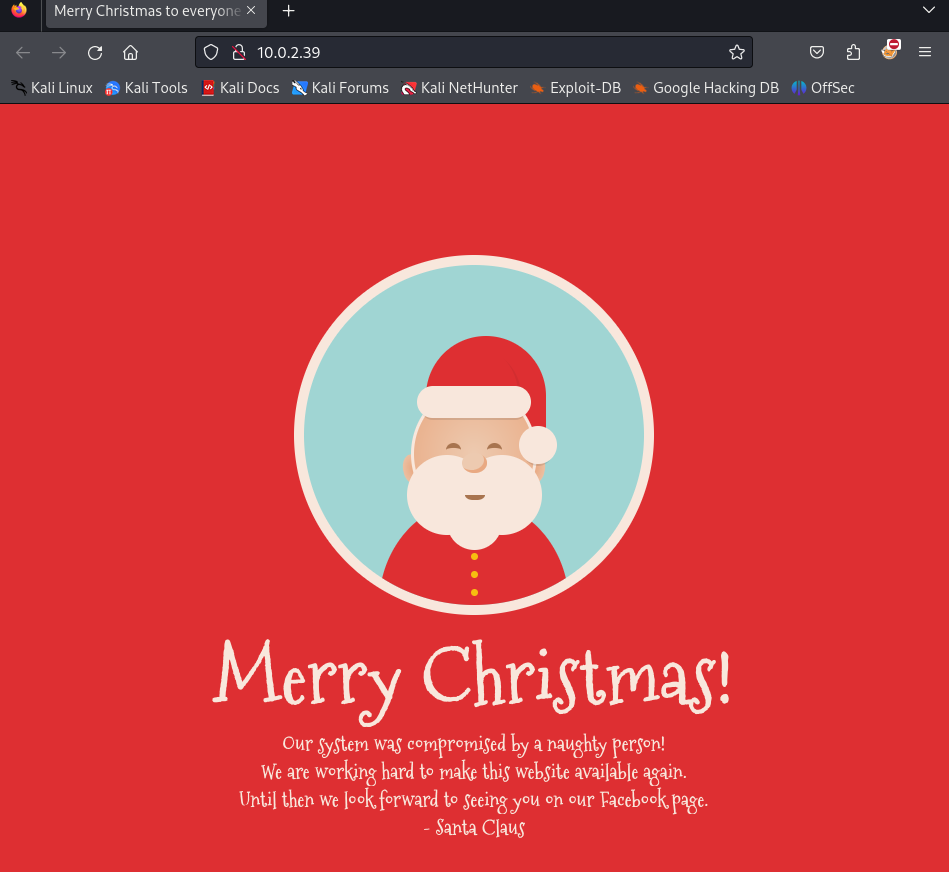 Merry Christmas to everyone
10.0.2.39
Kali Linux Kali Tools Kali Docs Kali Forums Kali NetHunter Exploit-DB Google Hacking DB OffSec
Merry Christmas!
Our system was compromised by a naughty person!
We are working hard to make this website available again.
Until then we look forward to seeing you on our Facebook page.
- Santa Claus